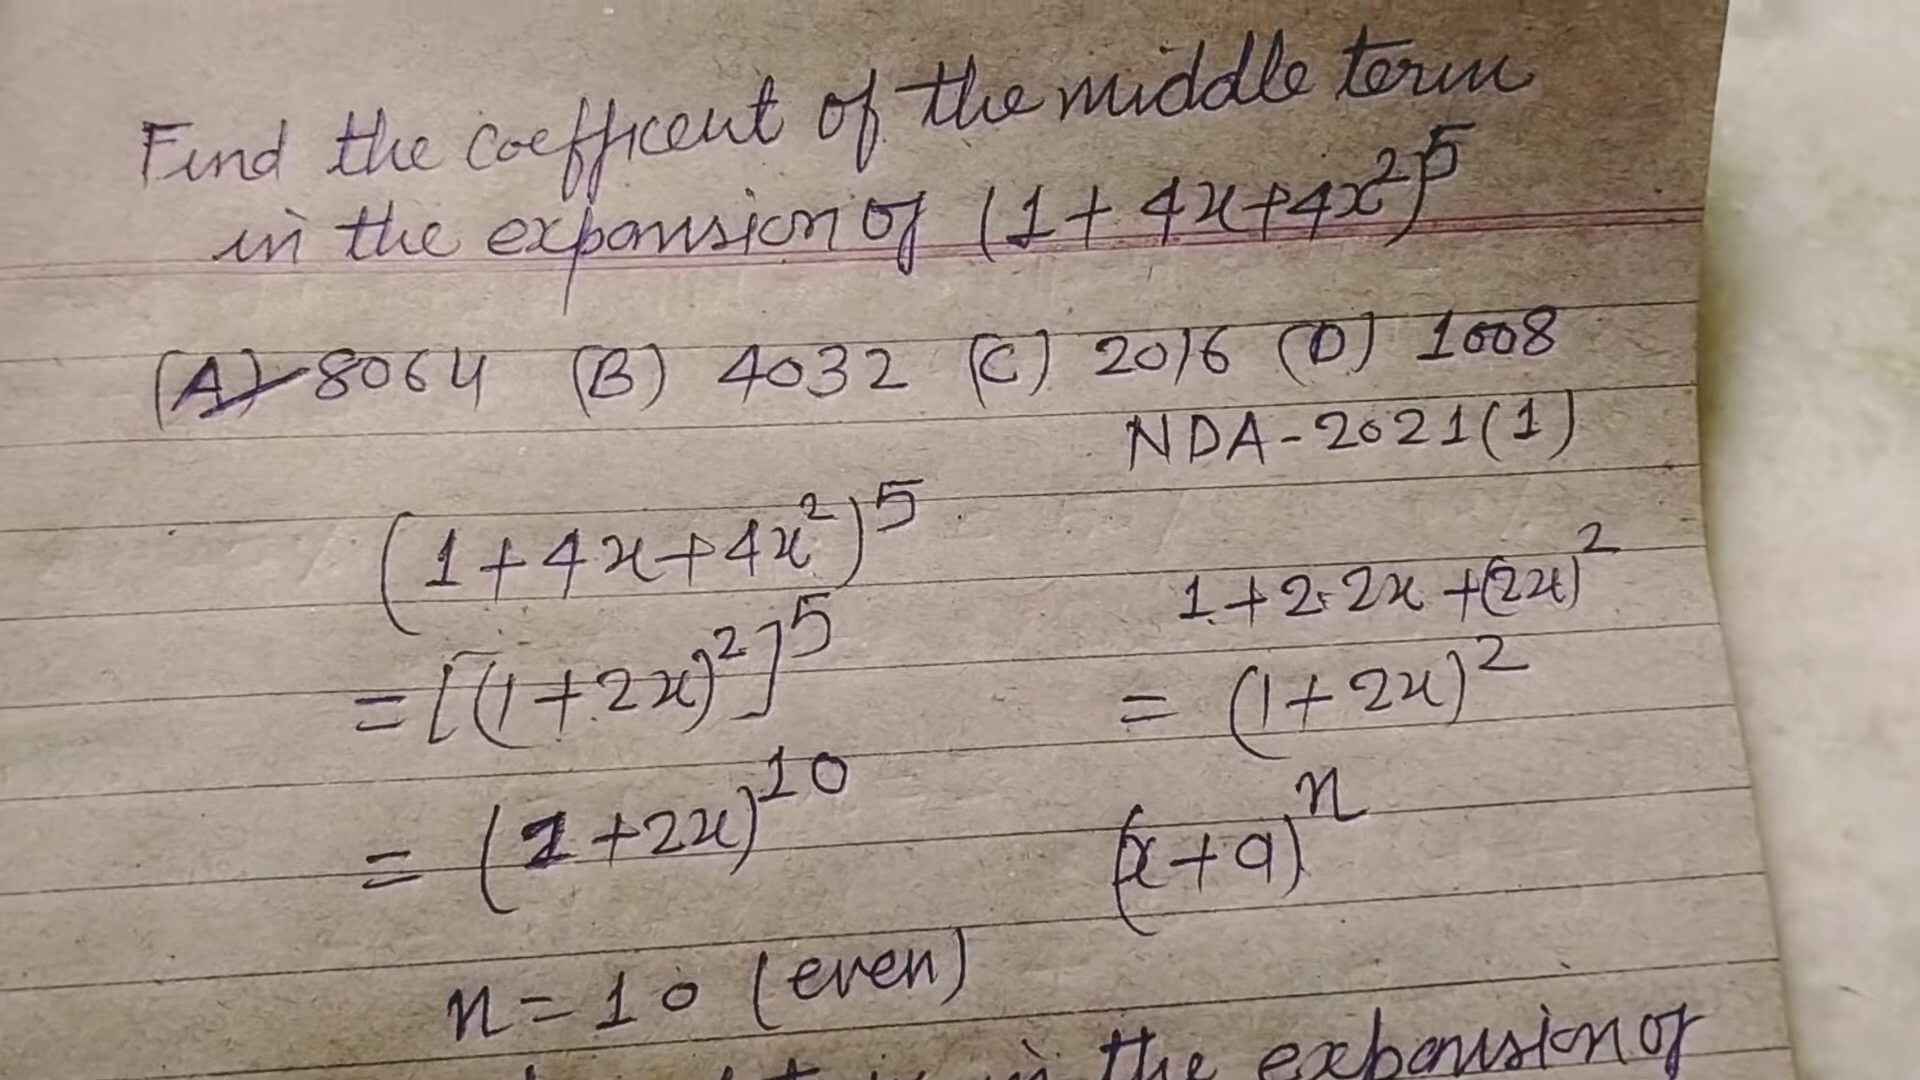 Find the coefficent of the middle term
in the expansion of (1+4x+4x²)⁵
(A) 8064 (B) 4032 (C) 2016 (D) 1008
NDA-2021(1)
(1+4x+4x²)⁵
= [(1+2x)²]⁵
= (1+2x)¹⁰
1+2.2x+(2x)²
= (1+2x)²
(x+a)ⁿ
n=10 (even)
in the expansion of